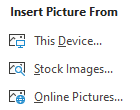 Insert Picture From
This Device...
Stock Images...
Online Pictures...